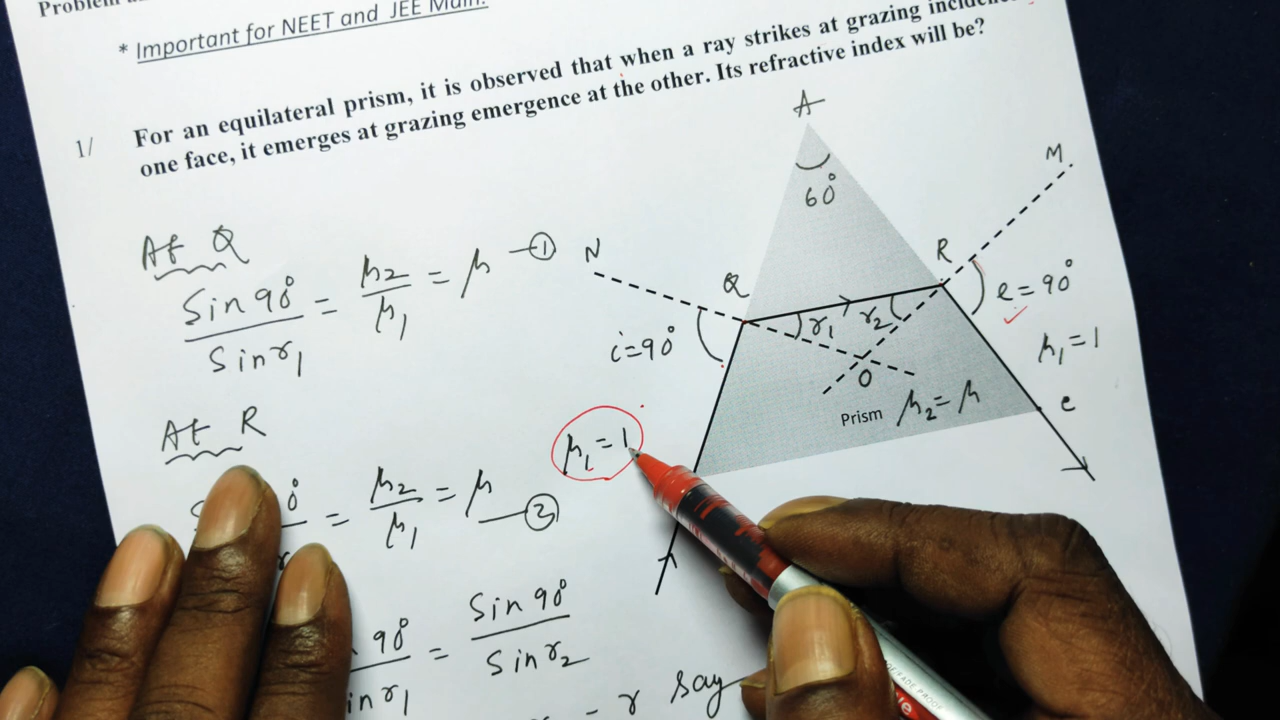 Problem
* Important for NEET and JEE Main.
1/ For an equilateral prism, it is observed that when a ray strikes at grazing
one face, it emerges at grazing emergence at the other. Its refractive index will be?
At Q
Sin 90° / Sin r₁ = μ₂ / μ₁ = μ —①
At R
0° = μ₂ / μ₁ = μ —②
90° / in r₁ = Sin 90° / Sin r₂
- r say
A
60°
M
N
Q
R
i=90°
r₁
r₂
e=90°
μ₁=1
O
Prism μ₂=μ
e
μ₁=1